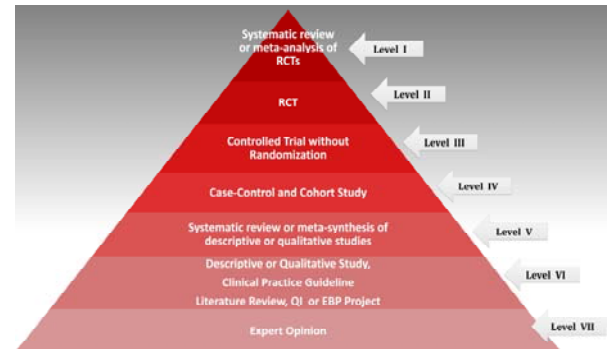 Systematic review
or meta-analysis of
RCTs
Level I
RCT
Level II
Controlled Trial without
Randomization
Level III
Case-Control and Cohort Study
Level IV
Systematic review or meta-synthesis of
descriptive or qualitative studies
Level V
Descriptive or Qualitative Study,
Clinical Practice Guideline
Literature Review, QI or EBP Project
Level VI
Expert Opinion
Level VII